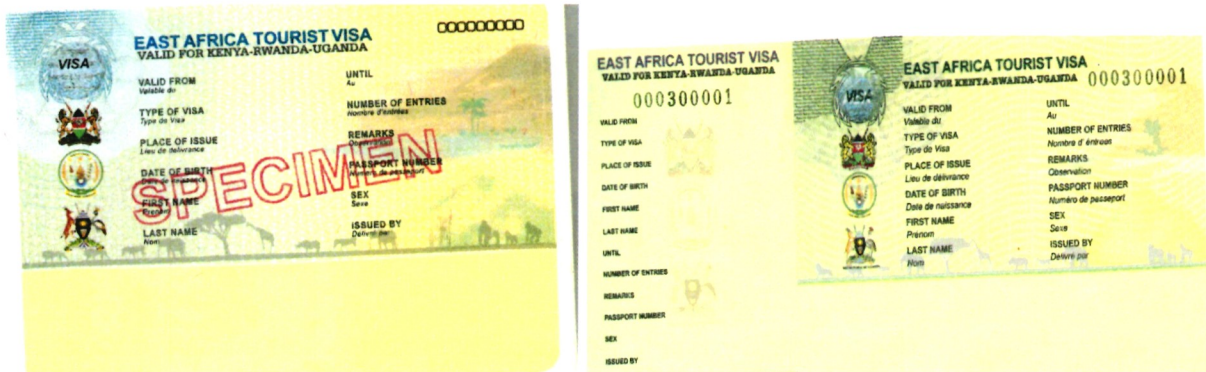 EAST AFRICA TOURIST VISA
VALID FOR KENYA-RWANDA-UGANDA
000000000
VISA
VALID FROM
Valable du
UNTIL
Au
TYPE OF VISA
Type de Visa
NUMBER OF ENTRIES
Nombre d'entrées
PLACE OF ISSUE
Lieu de delivrance
REMARKS
Observation
DATE OF BIRTH
Date de naissance
PASSPORT NUMBER
Numéro de passeport
FIRST NAME
Prenom
SEX
Sexe
LAST NAME
Nom
ISSUED BY
Delivré par
SPECIMEN
EAST AFRICA TOURIST VISA
VALID FOR KENYA-RWANDA-UGANDA
000300001
VALID FROM
TYPE OF VISA
PLACE OF ISSUE
DATE OF BIRTH
FIRST NAME
LAST NAME
UNTIL
NUMBER OF ENTRIES
REMARKS
PASSPORT NUMBER
SEX
ISSUED BY
VISA
EAST AFRICA TOURIST VISA
VALID FOR KENYA-RWANDA-UGANDA 000300001
VALID FROM
Valable du
UNTIL
Au
TYPE OF VISA
Type de Visa
NUMBER OF ENTRIES
Nombre d' éntrées
PLACE OF ISSUE
Lieu de délivrance
REMARKS
Observation
DATE OF BIRTH
Date de naissance
PASSPORT NUMBER
Numéro de passeport
FIRST NAME
Prénom
SEX
Sexe
LAST NAME
Nom
ISSUED BY
Delivré par